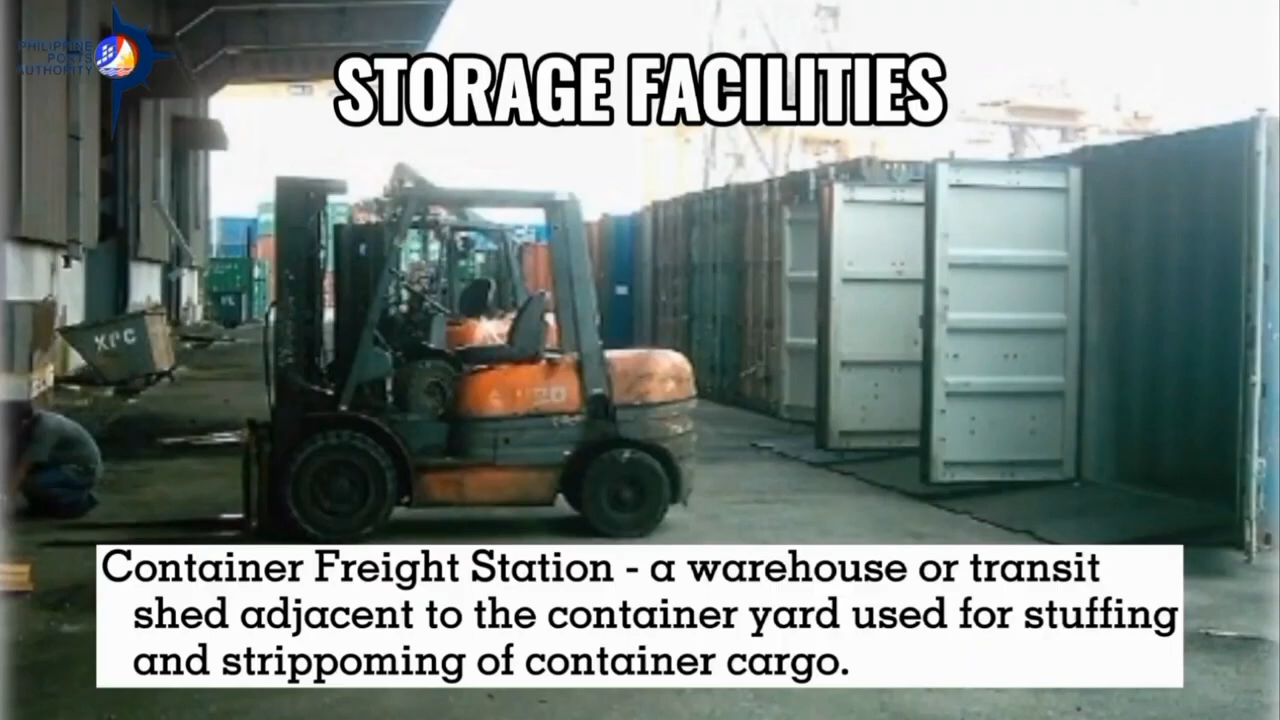 PHILIPPINE
PORTS
AUTHORITY
STORAGE FACILITIES
XPC
Container Freight Station - a warehouse or transit
shed adjacent to the container yard used for stuffing
and strippoming of container cargo.